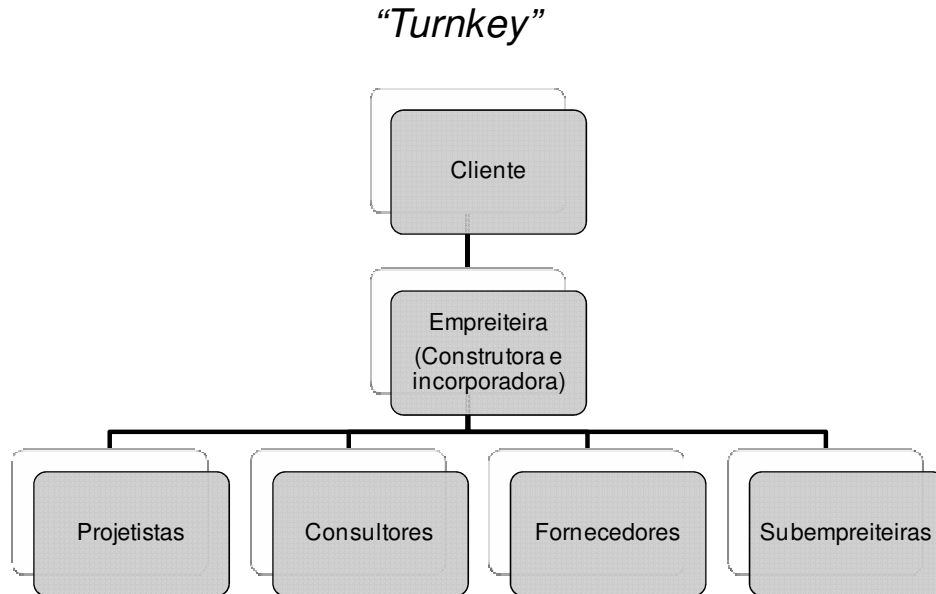 “Turnkey”
Cliente
Empreiteira
(Construtora e
incorporadora)
Projetistas
Consultores
Fornecedores
Subempreiteiras